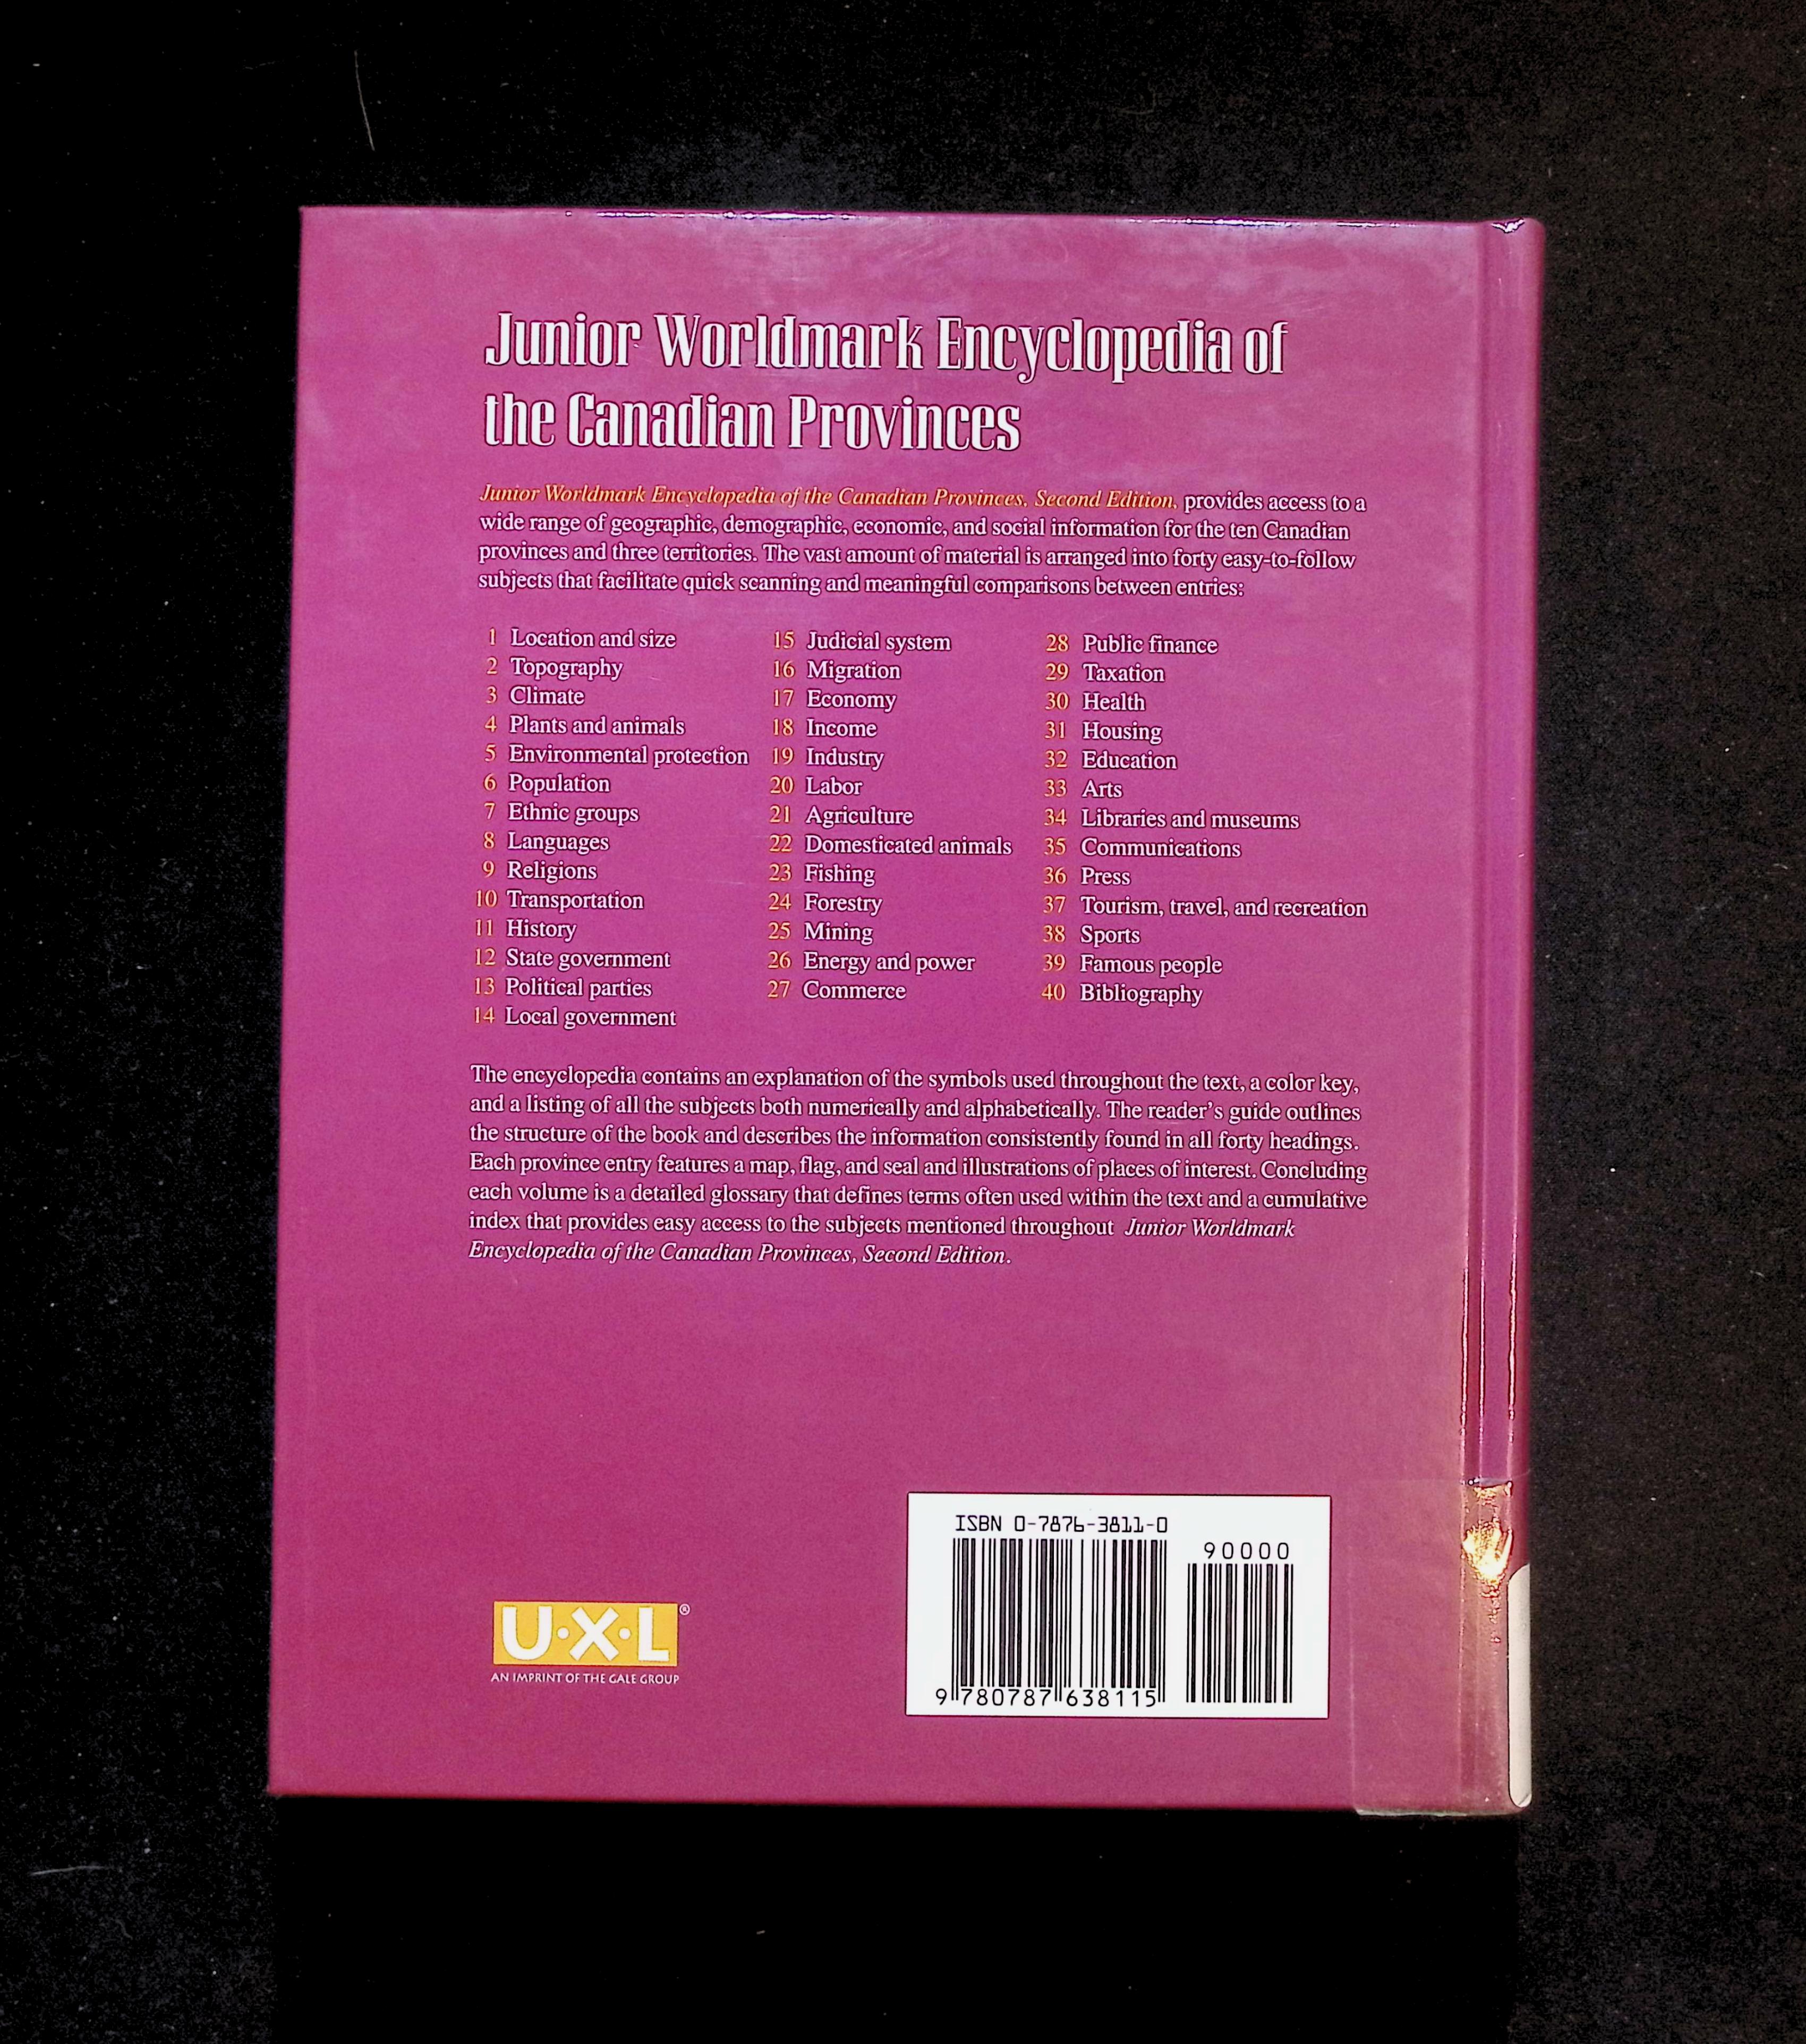 Junior Worldmark Encyclopedia of
the Canadian Provinces
Junior Worldmark Encyclopedia of the Canadian Provinces, Second Edition, provides access to a
wide range of geographic, demographic, economic, and social information for the ten Canadian
provinces and three territories. The vast amount of material is arranged into forty easy-to-follow
subjects that facilitate quick scanning and meaningful comparisons between entries:
1 Location and size
2 Topography
3 Climate
4 Plants and animals
5 Environmental protection
6 Population
7 Ethnic groups
8 Languages
9 Religions
10 Transportation
11 History
12 State government
13 Political parties
14 Local government
15 Judicial system
16 Migration
17 Economy
18 Income
19 Industry
20 Labor
21 Agriculture
22 Domesticated animals
23 Fishing
24 Forestry
25 Mining
26 Energy and power
27 Commerce
28 Public finance
29 Taxation
30 Health
31 Housing
32 Education
33 Arts
34 Libraries and museums
35 Communications
36 Press
37 Tourism, travel, and recreation
38 Sports
39 Famous people
40 Bibliography
The encyclopedia contains an explanation of the symbols used throughout the text, a color key,
and a listing of all the subjects both numerically and alphabetically. The reader's guide outlines
the structure of the book and describes the information consistently found in all forty headings.
Each province entry features a map, flag, and seal and illustrations of places of interest. Concluding
each volume is a detailed glossary that defines terms often used within the text and a cumulative
index that provides easy access to the subjects mentioned throughout Junior Worldmark
Encyclopedia of the Canadian Provinces, Second Edition.
U·X·L®
AN IMPRINT OF THE GALE GROUP
ISBN 0-7876-3811-0
90000
9 780787 638115